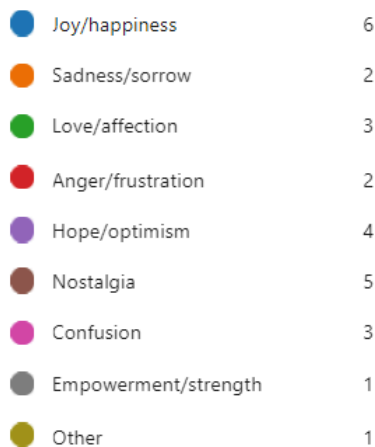 Joy/happiness 6
Sadness/sorrow 2
Love/affection 3
Anger/frustration 2
Hope/optimism 4
Nostalgia 5
Confusion 3
Empowerment/strength 1
Other 1